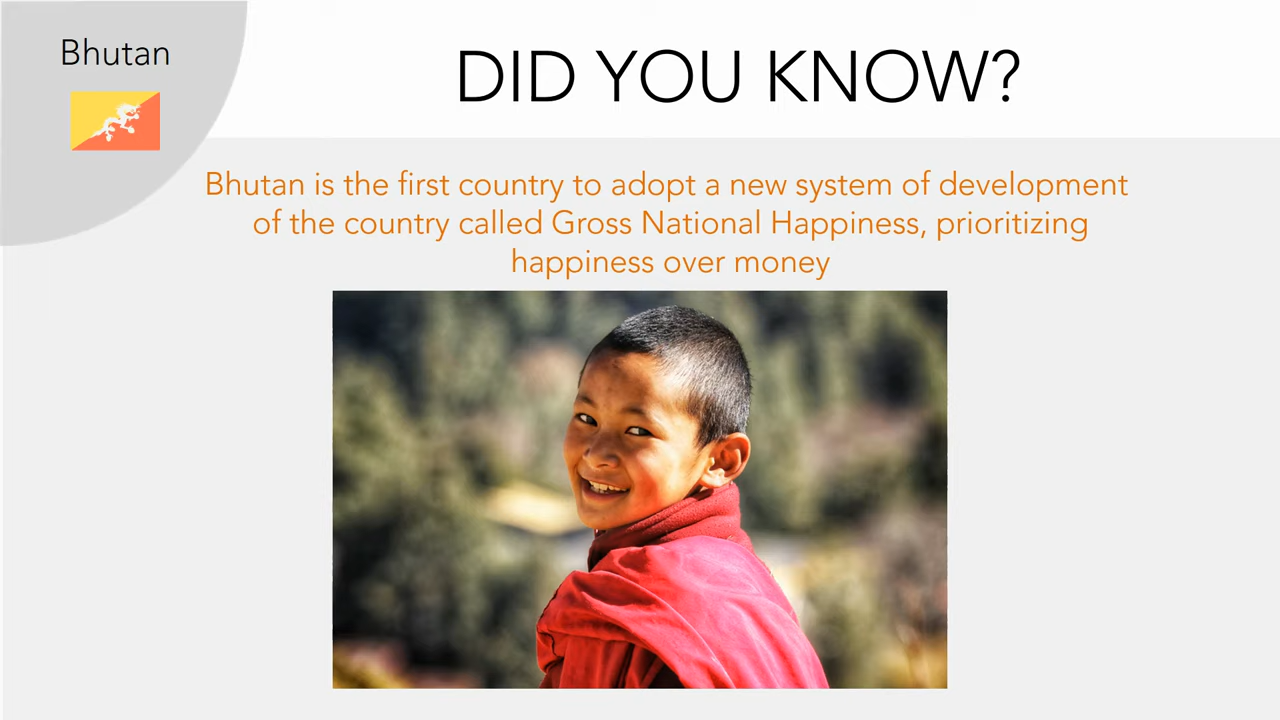 Bhutan
DID YOU KNOW?
Bhutan is the first country to adopt a new system of development
of the country called Gross National Happiness, prioritizing
happiness over money